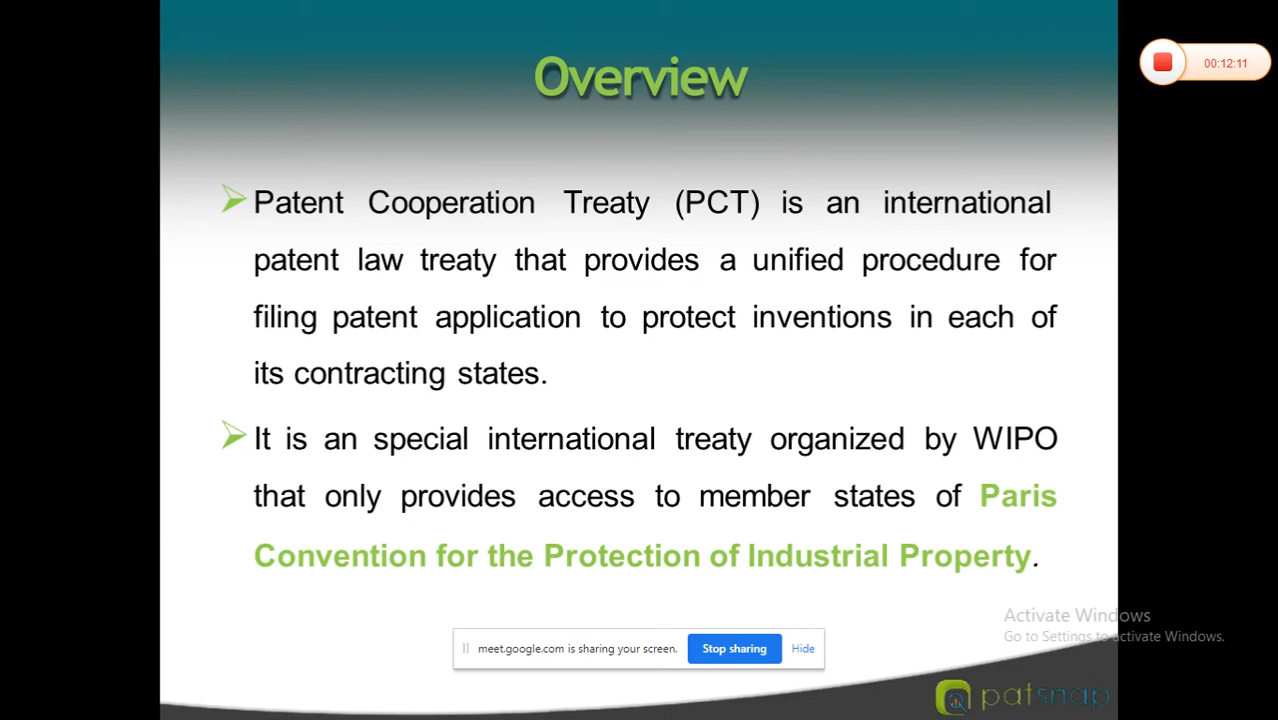 Overview
00:12:11
Patent Cooperation Treaty (PCT) is an international
patent law treaty that provides a unified procedure for
filing patent application to protect inventions in each of
its contracting states.
It is an special international treaty organized by WIPO
that only provides access to member states of Paris
Convention for the Protection of Industrial Property.
Activate Windows
Go to Settings to activate Windows.
meet.google.com is sharing your screen. Stop sharing Hide
patsnap